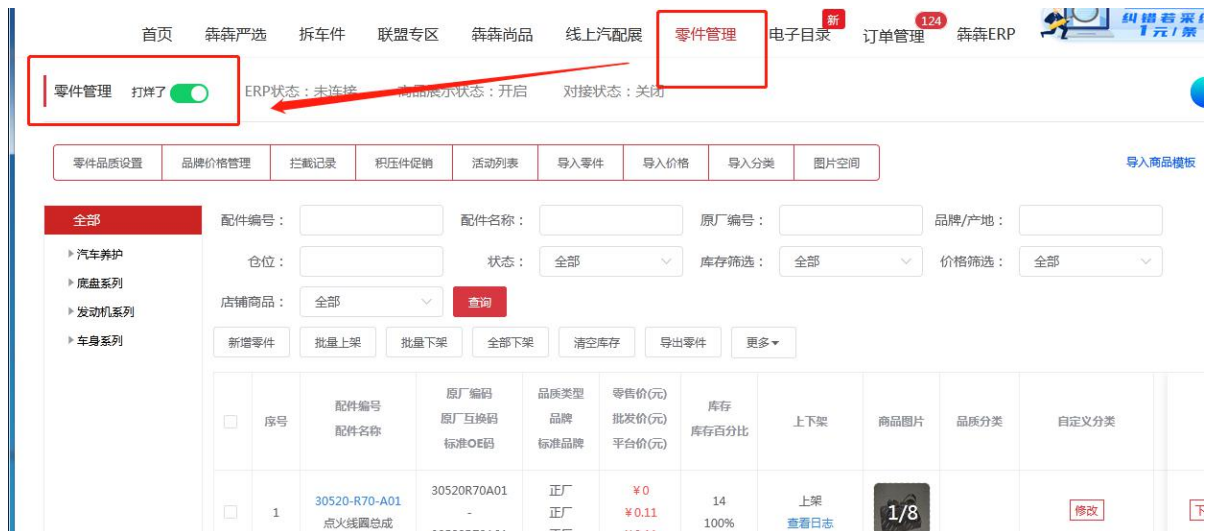 首页 犇犇严选 拆车件 联盟专区 犇犇尚品 线上汽配展 零件管理 电子目录 新 订单管理 124 犇犇ERP 纠错若采
1元/条
零件管理 打烊了 ERP状态：未连接 商品展示状态：开启 对接状态：关闭
零件品质设置 品牌价格管理 拦截记录 积压件促销 活动列表 导入零件 导入价格 导入分类 图片空间 导入商品模板
全部 配件编号： 配件名称： 原厂编号： 品牌/产地：
汽车养护 仓位： 状态： 全部 库存筛选： 全部 价格筛选： 全部
底盘系列
店铺商品： 全部 查询
发动机系列
车身系列 新增零件 批量上架 批量下架 全部下架 清空库存 导出零件 更多
序号 配件编号 配件名称 原厂编码 原厂互换码 标准OE码 品质类型 品牌 标准品牌 零售价(元) 批发价(元) 平台价(元) 库存 库存百分比 上下架 商品图片 品质分类 自定义分类
1 30520-R70-A01 点火线圆总成 30520R70A01 - 正厂 正厂 ¥0 ¥0.11 14 100% 上架 查看日志 1/8 修改